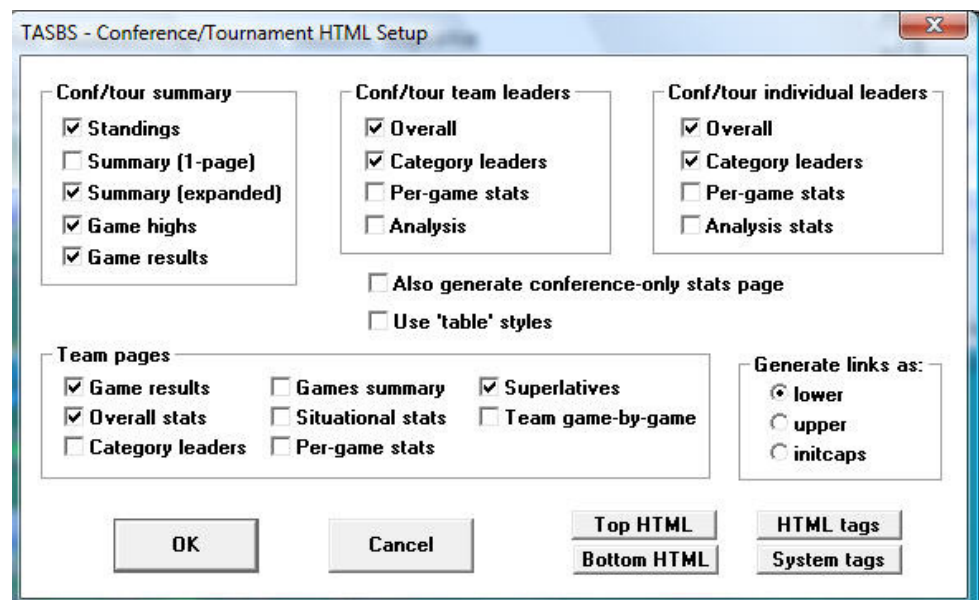 TASBS - Conference/Tournament HTML Setup
Conf/tour summary
Standings
Summary (1-page)
Summary (expanded)
Game highs
Game results
Conf/tour team leaders
Overall
Category leaders
Per-game stats
Analysis
Conf/tour individual leaders
Overall
Category leaders
Per-game stats
Analysis stats
Also generate conference-only stats page
Use 'table' styles
Team pages
Game results
Overall stats
Category leaders
Games summary
Situational stats
Per-game stats
Superlatives
Team game-by-game
Generate links as:
lower
upper
initcaps
OK
Cancel
Top HTML
Bottom HTML
HTML tags
System tags